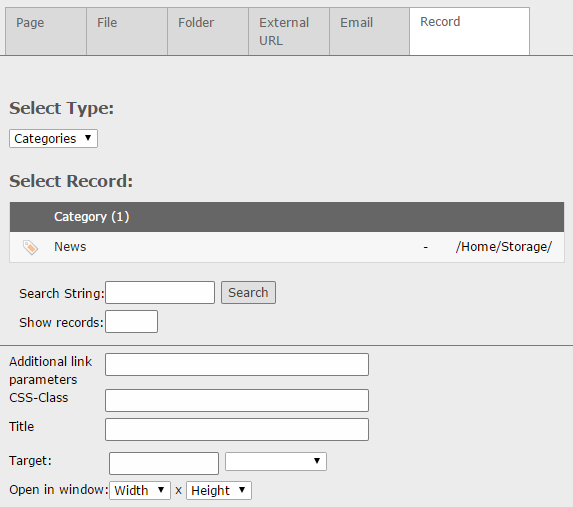 Page File Folder External URL Email Record
Select Type:
Categories
Select Record:
Category (1)
News - /Home/Storage/
Search String: Search
Show records:
Additional link
parameters
CSS-Class
Title
Target:
Open in window: Width x Height